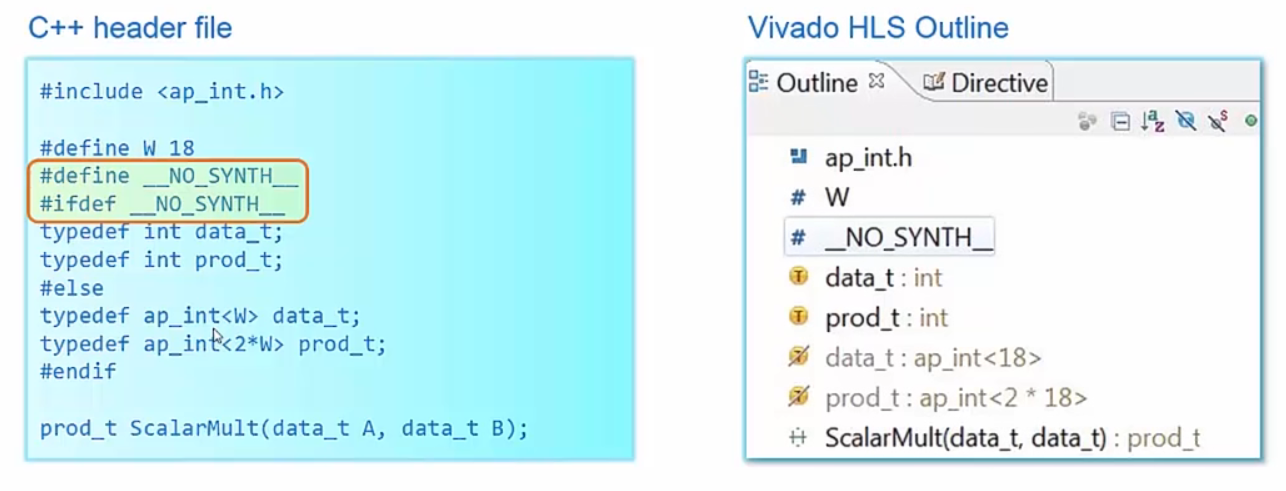 C++ header file
#include <ap_int.h>
#define W 18
#define __NO_SYNTH__
#ifdef __NO_SYNTH__
typedef int data_t;
typedef int prod_t;
#else
typedef ap_int<W> data_t;
typedef ap_int<2*W> prod_t;
#endif
prod_t ScalarMult(data_t A, data_t B);
Vivado HLS Outline
Outline Directive
ap_int.h
# W
# __NO_SYNTH__
data_t : int
prod_t : int
data_t : ap_int<18>
prod_t : ap_int<2 * 18>
ScalarMult(data_t, data_t) : prod_t